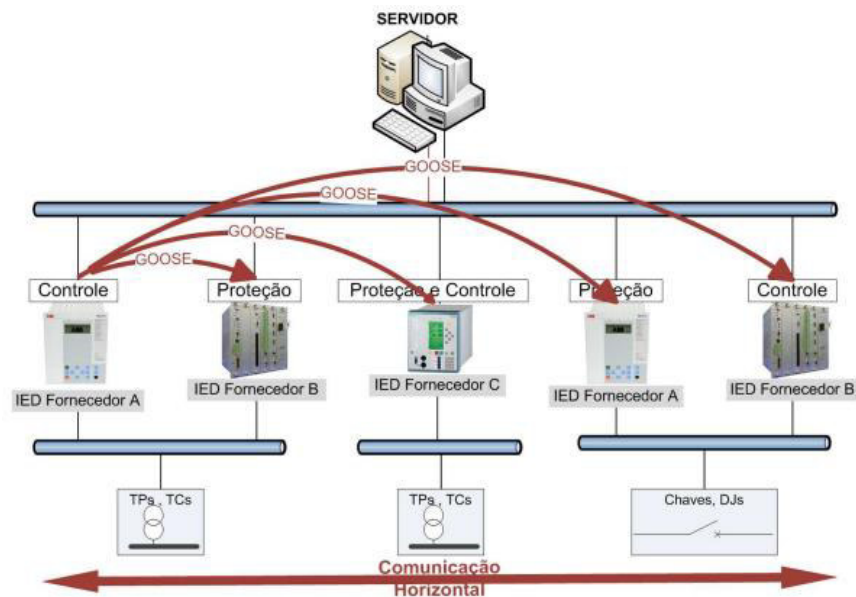 SERVIDOR
GOOSE
GOOSE
GOOSE
GOOSE
Controle
Proteção
Proteção e Controle
Proteção
Controle
IED Fornecedor A
IED Fornecedor B
IED Fornecedor C
IED Fornecedor A
IED Fornecedor B
TPs , TCs
TPs , TCs
Chaves, DJs
Comunicação
Horizontal